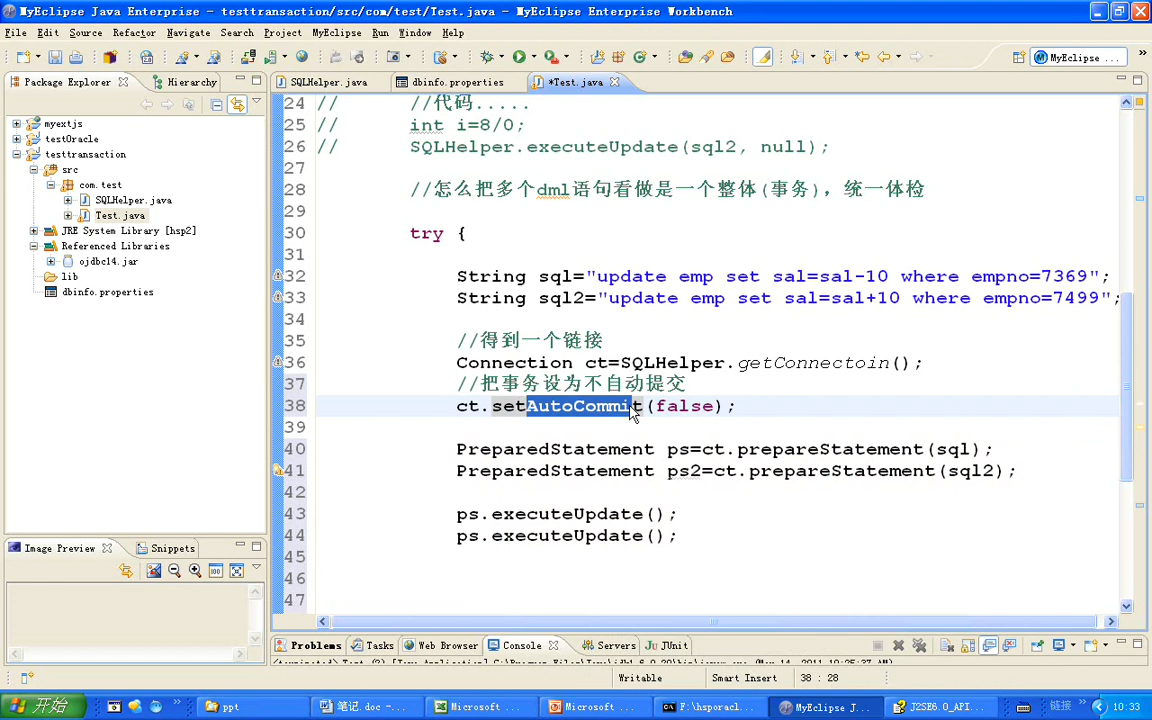 MyEclipse Java Enterprise - testtransaction/src/com/test/Test.java - MyEclipse Enterprise Workbench
File Edit Source Refactor Navigate Search Project MyEclipse Run Window Help
MyEclipse ...
Package Explorer Hierarchy
myextjs
testOracle
testtransaction
src
com.test
SQLHelper.java
Test.java
JRE System Library [hsp2]
Referenced Libraries
ojdbc14.jar
lib
dbinfo.properties
Image Preview Snippets
SQLHelper.java dbinfo.properties *Test.java
24 // //代码.....
25 // int i=8/0;
26 // SQLHelper.executeUpdate(sql2, null);
27
28 //怎么把多个dml语句看做是一个整体(事务),统一体检
29
30 try {
31
32 String sql="update emp set sal=sal-10 where empno=7369";
33 String sql2="update emp set sal=sal+10 where empno=7499";
34
35 //得到一个链接
36 Connection ct=SQLHelper.getConnectoin();
37 //把事务设为不自动提交
38 ct.setAutoCommit(false);
39
40 PreparedStatement ps=ct.prepareStatement(sql);
41 PreparedStatement ps2=ct.prepareStatement(sql2);
42
43 ps.executeUpdate();
44 ps.executeUpdate();
45
46
47
Problems Tasks Web Browser Console Servers JUnit
Writable Smart Insert 38 : 28
开始 ppt 笔记.doc - ... Microsoft ... Microsoft ... F:\hsporacl... MyEclipse J... J2SE6.0_API... 链接 10:33